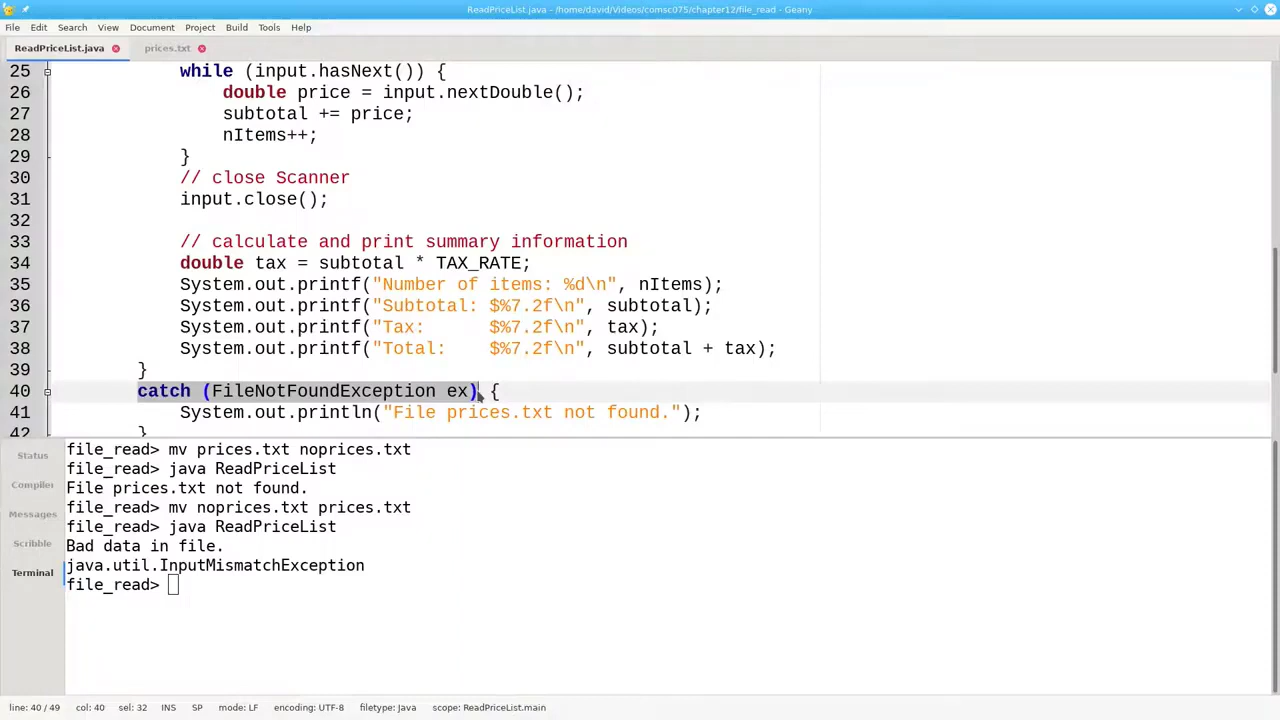 ReadPriceList.java - /home/david/Videos/comsc075/chapter12/file_read - Geany
File Edit Search View Document Project Build Tools Help
ReadPriceList.java prices.txt
25 while (input.hasNext()) {
26 double price = input.nextDouble();
27 subtotal += price;
28 nItems++;
29 }
30 // close Scanner
31 input.close();
32
33 // calculate and print summary information
34 double tax = subtotal * TAX_RATE;
35 System.out.printf("Number of items: %d\n", nItems);
36 System.out.printf("Subtotal: $%7.2f\n", subtotal);
37 System.out.printf("Tax:      $%7.2f\n", tax);
38 System.out.printf("Total:    $%7.2f\n", subtotal + tax);
39 }
40 catch (FileNotFoundException ex) {
41 System.out.println("File prices.txt not found.");
42 }
Status
Compiler
Messages
Scribble
Terminal
file_read> mv prices.txt noprices.txt
file_read> java ReadPriceList
File prices.txt not found.
file_read> mv noprices.txt prices.txt
file_read> java ReadPriceList
Bad data in file.
java.util.InputMismatchException
file_read>
line: 40 / 49 col: 40 sel: 32 INS SP mode: LF encoding: UTF-8 filetype: Java scope: ReadPriceList.main